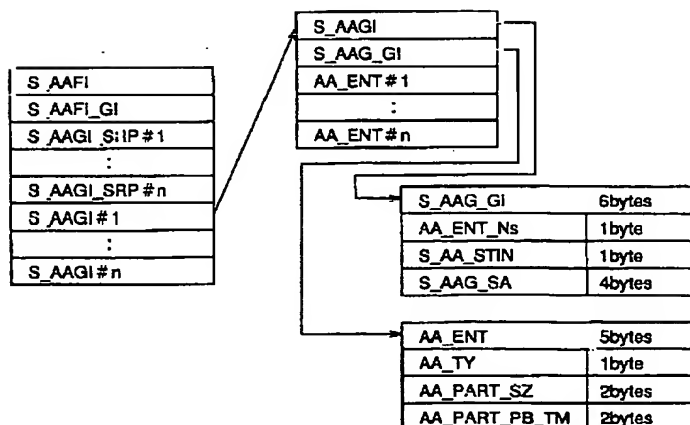 S_AAFI
S_AAFI_GI
S_AAGI_SRP#1
:
S_AAGI_SRP#n
S_AAGI#1
:
S_AAGI#n
S_AAGI
S_AAG_GI
AA_ENT#1
:
AA_ENT#n
S_AAG_GI 6bytes
AA_ENT_Ns 1byte
S_AA_STIN 1byte
S_AAG_SA 4bytes
AA_ENT 5bytes
AA_TY 1byte
AA_PART_SZ 2bytes
AA_PART_PB_TM 2bytes